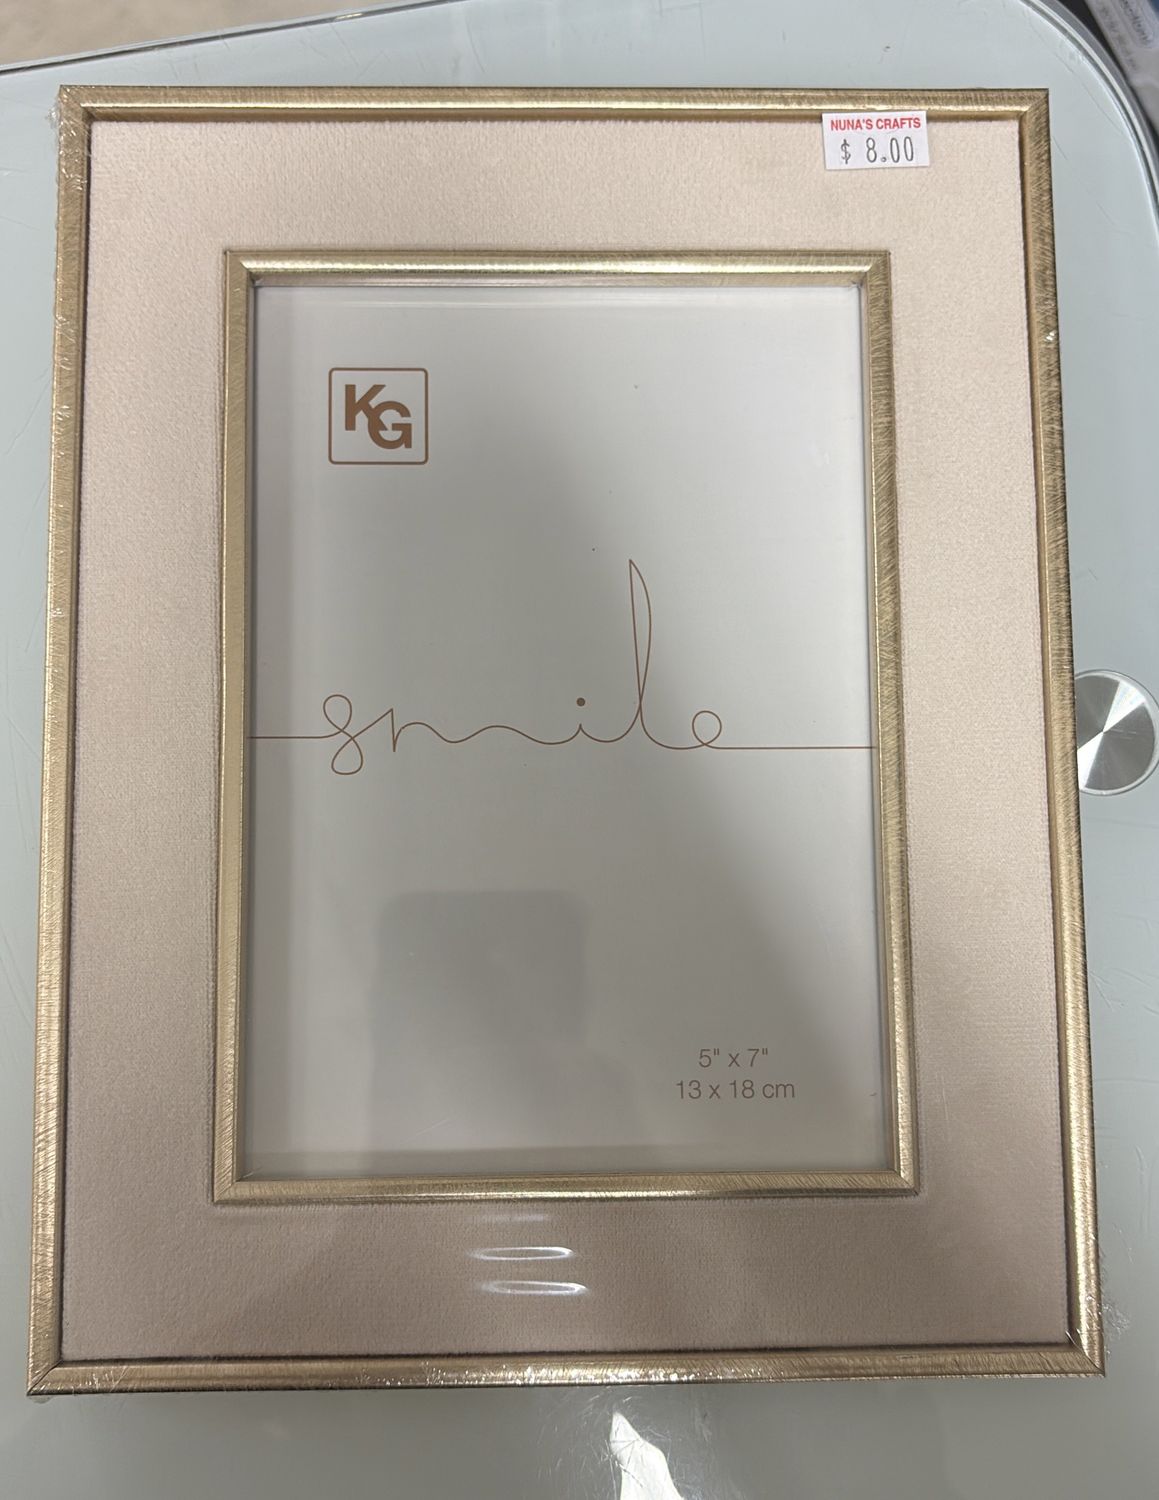 NUNA'S CRAFTS
$ 8.00
KG
smile
5" x 7"
13 x 18 cm